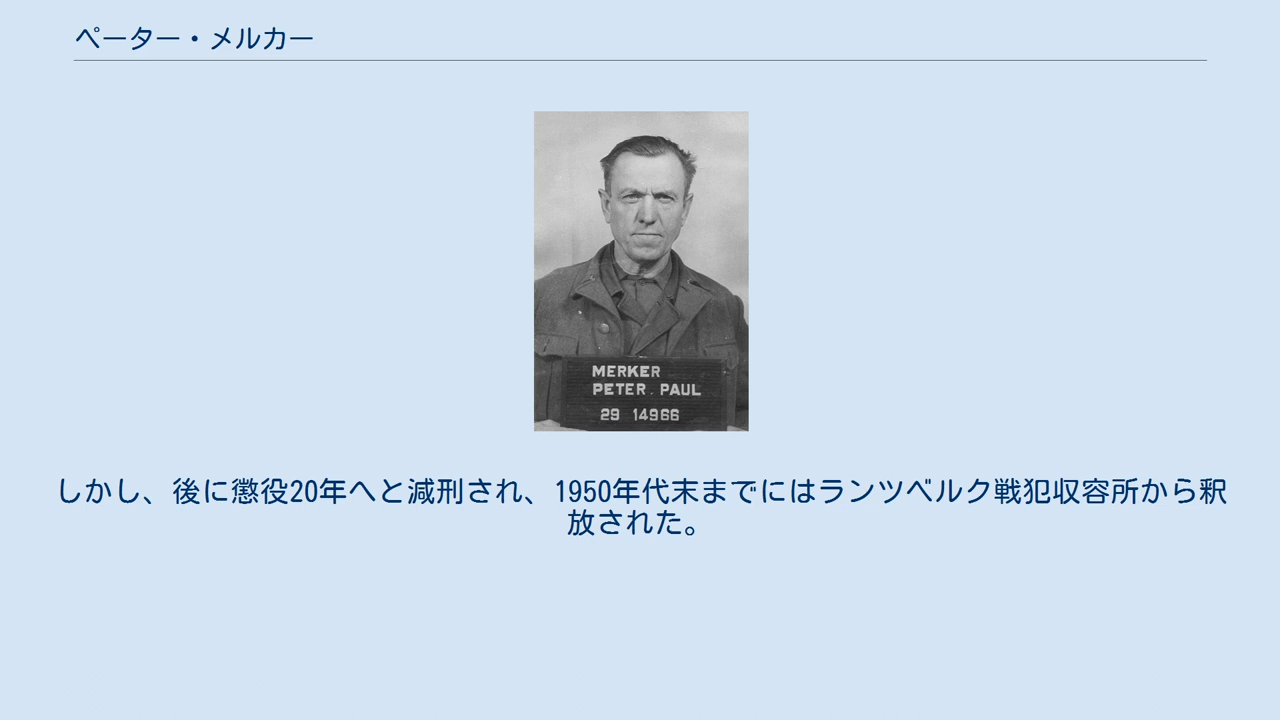 ペーター・メルカー
MERKER
PETER. PAUL
29 14966
しかし、後に懲役20年へと減刑され、1950年代末までにはランツベルク戦犯収容所から釈
放された。